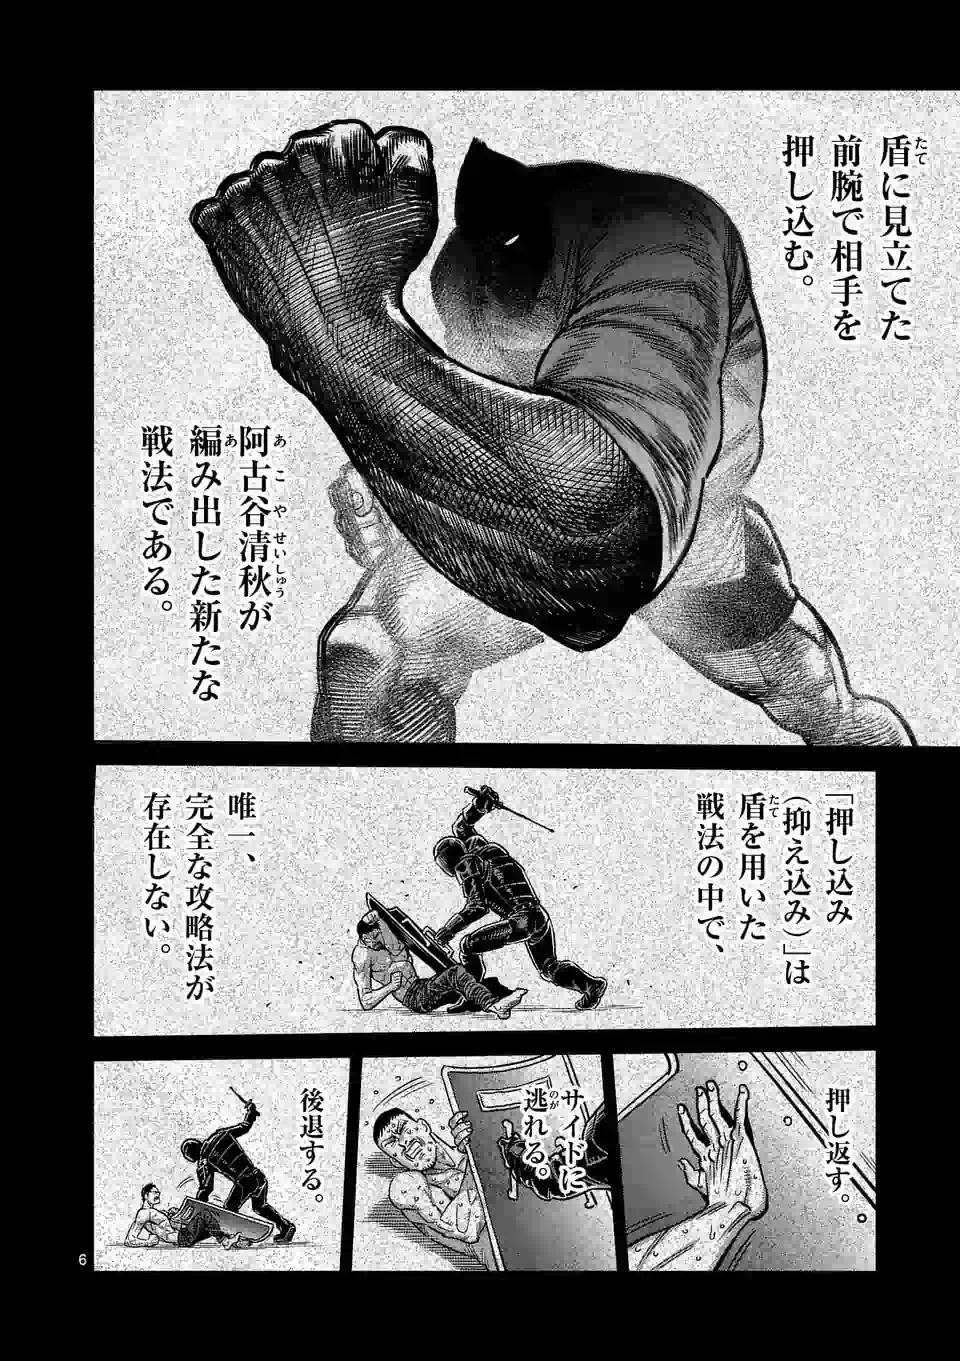 盾に見立てた
前腕で相手を
押し込む。
阿古谷清秋が
編み出した新たな
戦法である。
「押し込み
(抑え込み)」は
盾を用いた
戦法の中で、
唯一、
完全な攻略法が
存在しない。
押し返す。
サイドに
逃れる。
後退する。
6